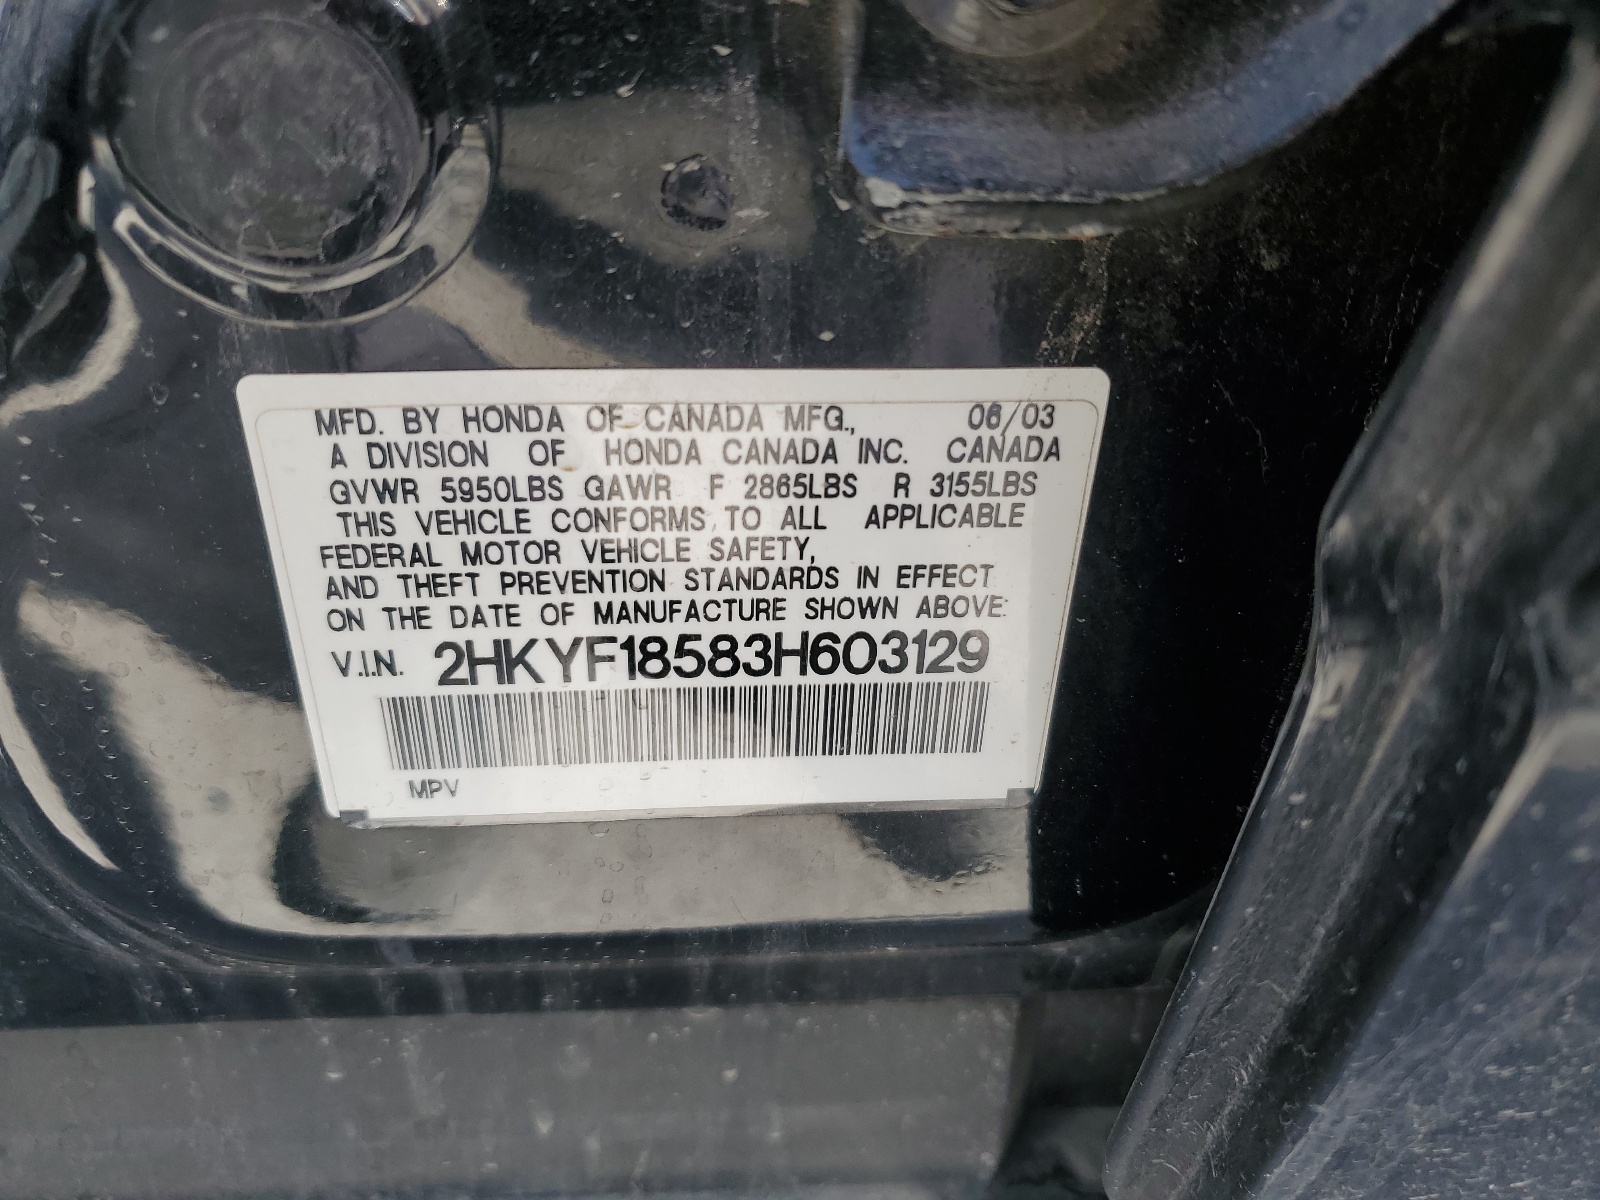 MFD. BY HONDA OF CANADA MFG., 06/03
A DIVISION OF HONDA CANADA INC. CANADA
GVWR 5950LBS GAWR F 2865LBS R 3155LBS
THIS VEHICLE CONFORMS TO ALL APPLICABLE
FEDERAL MOTOR VEHICLE SAFETY,
AND THEFT PREVENTION STANDARDS IN EFFECT
ON THE DATE OF MANUFACTURE SHOWN ABOVE:
V.I.N. 2HKYF18583H603129
MPV